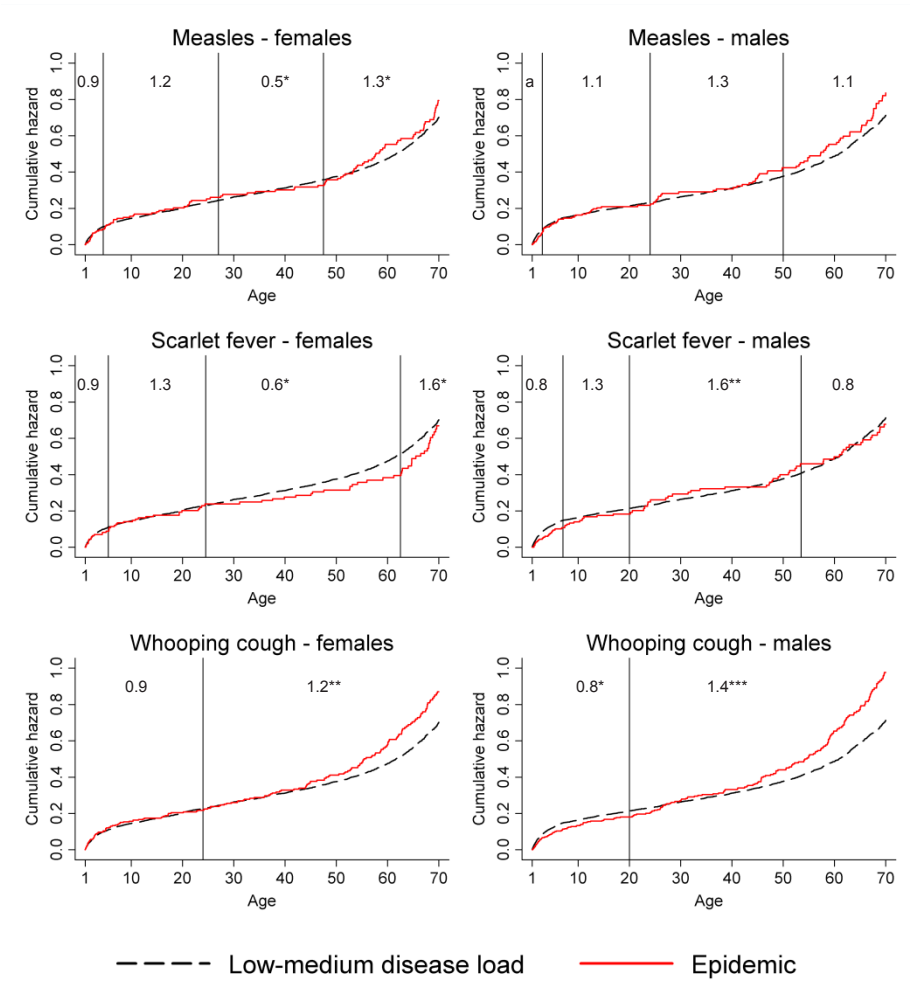 Measles - females
Cumulative hazard
0.0 0.2 0.4 0.6 0.8 1.0
0.9 1.2 0.5* 1.3*
1 10 20 30 40 50 60 70
Age
Measles - males
Cumulative hazard
0.0 0.2 0.4 0.6 0.8 1.0
a 1.1 1.3 1.1
1 10 20 30 40 50 60 70
Age
Scarlet fever - females
Cumulative hazard
0.0 0.2 0.4 0.6 0.8 1.0
0.9 1.3 0.6* 1.6*
1 10 20 30 40 50 60 70
Age
Scarlet fever - males
Cumulative hazard
0.0 0.2 0.4 0.6 0.8 1.0
0.8 1.3 1.6** 0.8
1 10 20 30 40 50 60 70
Age
Whooping cough - females
Cumulative hazard
0.0 0.2 0.4 0.6 0.8 1.0
0.9 1.2**
1 10 20 30 40 50 60 70
Age
Whooping cough - males
Cumulative hazard
0.0 0.2 0.4 0.6 0.8 1.0
0.8* 1.4***
1 10 20 30 40 50 60 70
Age
Low-medium disease load
Epidemic